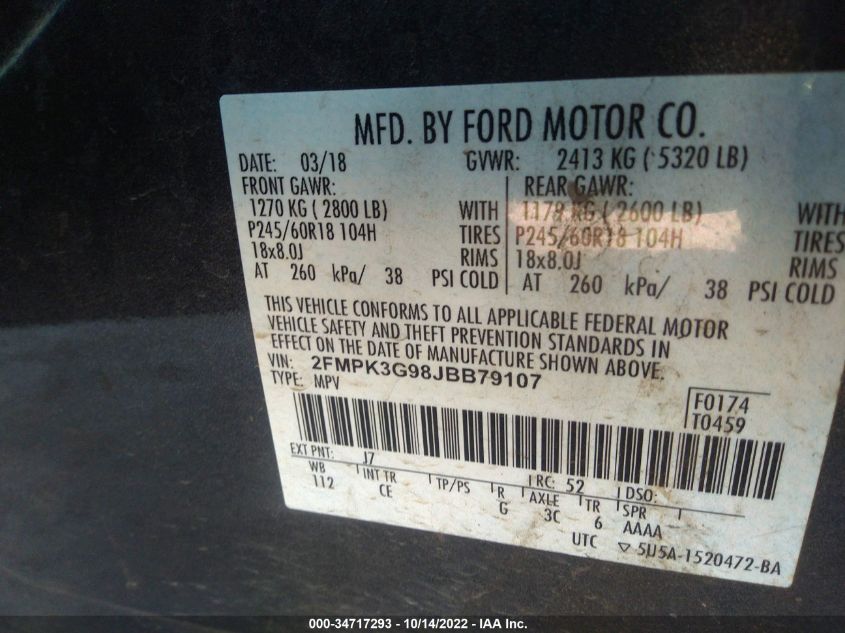 MFD. BY FORD MOTOR CO.
DATE: 03/18 GVWR: 2413 KG ( 5320 LB)
FRONT GAWR: REAR GAWR:
1270 KG ( 2800 LB) WITH 1179 KG ( 2600 LB) WITH
P245/60R18 104H TIRES P245/60R18 104H TIRES
18x8.0J RIMS 18x8.0J RIMS
AT 260 kPa/ 38 PSI COLD AT 260 kPa/ 38 PSI COLD
THIS VEHICLE CONFORMS TO ALL APPLICABLE FEDERAL MOTOR
VEHICLE SAFETY AND THEFT PREVENTION STANDARDS IN
EFFECT ON THE DATE OF MANUFACTURE SHOWN ABOVE.
VIN: 2FMPK3G98JBB79107
TYPE: MPV
F0174
T0459
EXT PNT: J7 RC: 52 DSO:
WB INT TR TP/PS R AXLE TR SPR
112 CE G 3C 6 AAAA
UTC ▽ 5U5A-1520472-BA
000-34717293 - 10/14/2022 - IAA Inc.